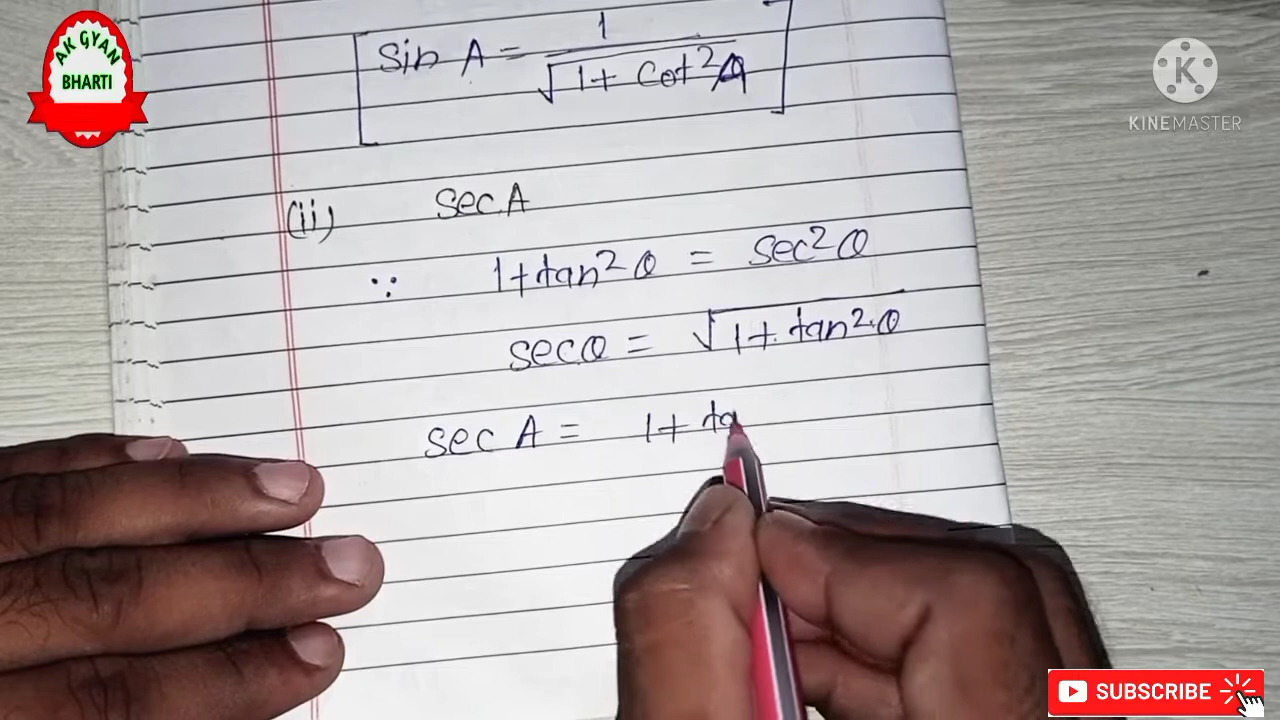 AK GYAN
BHARTI
K
KINEMASTER
Sin A = 1/√(1 + Cot²A)
(ii) Sec A
∵ 1+tan²θ = Sec²θ
Secθ = √(1 + tan²θ)
Sec A = 1+ ta
SUBSCRIBE